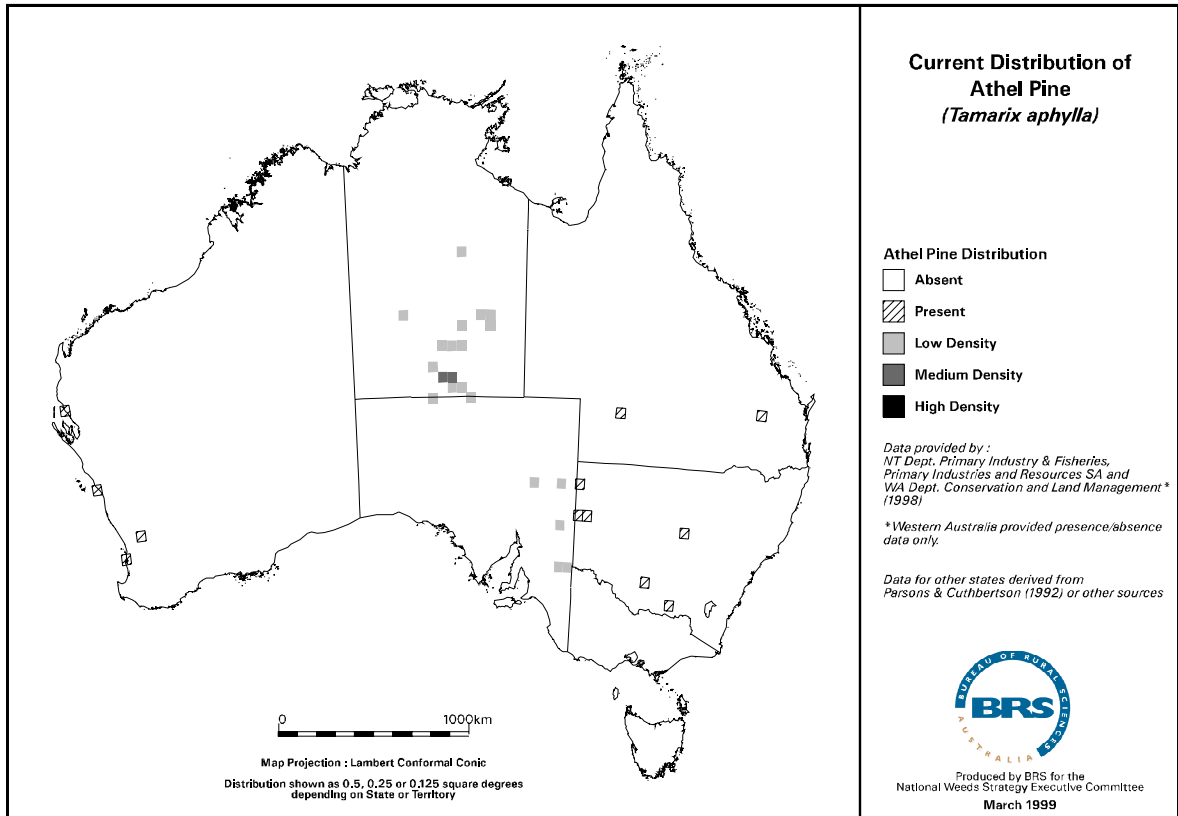 Current Distribution of
Athel Pine
(Tamarix aphylla)
Athel Pine Distribution
Absent
Present
Low Density
Medium Density
High Density
Data provided by :
NT Dept. Primary Industry & Fisheries,
Primary Industries and Resources SA and
WA Dept. Conservation and Land Management*
(1998)
*Western Australia provided presence/absence
data only.
Data for other states derived from
Parsons & Cuthbertson (1992) or other sources
BUREAU OF RURAL SCIENCES
BRS
AUSTRALIA
Produced by BRS for the
National Weeds Strategy Executive Committee
March 1999
0 1000km
Map Projection : Lambert Conformal Conic
Distribution shown as 0.5, 0.25 or 0.125 square degrees
depending on State or Territory